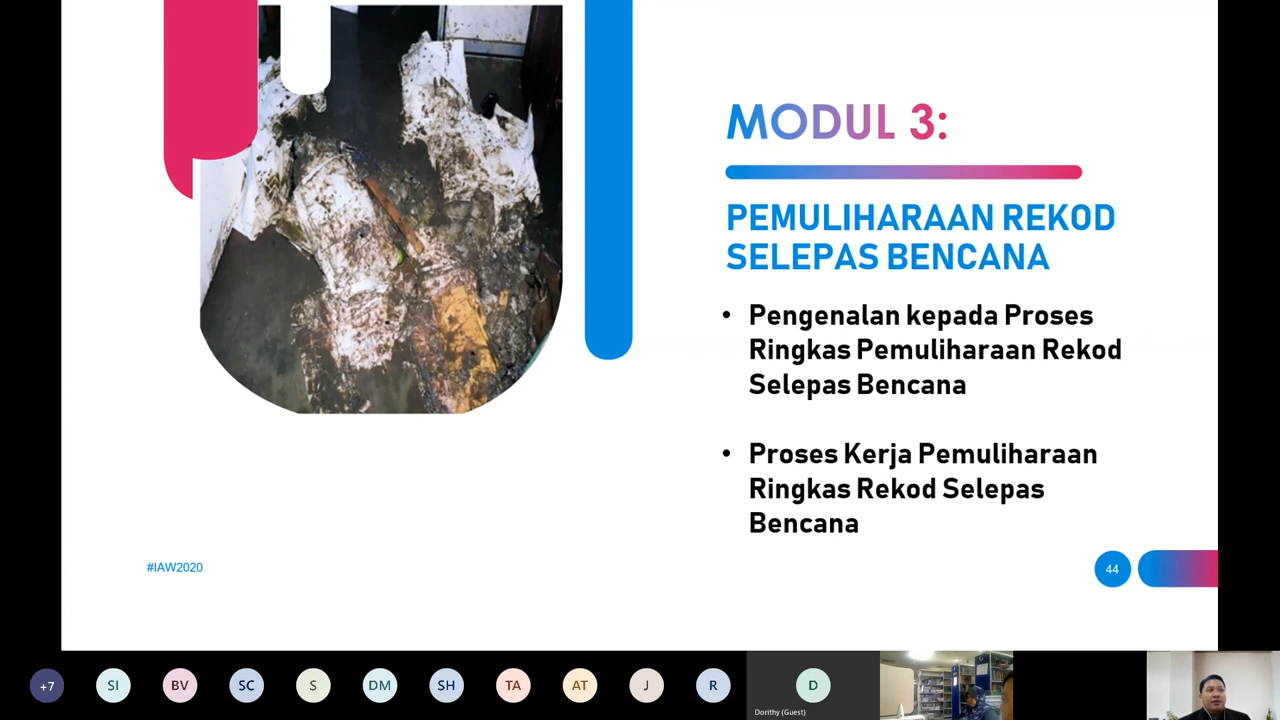 MODUL 3:
PEMULIHARAAN REKOD
SELEPAS BENCANA
• Pengenalan kepada Proses
Ringkas Pemuliharaan Rekod
Selepas Bencana
• Proses Kerja Pemuliharaan
Ringkas Rekod Selepas
Bencana
#IAW2020
44
+7
SI
BV
SC
S
DM
SH
TA
AT
J
R
D
Dorithy (Guest)